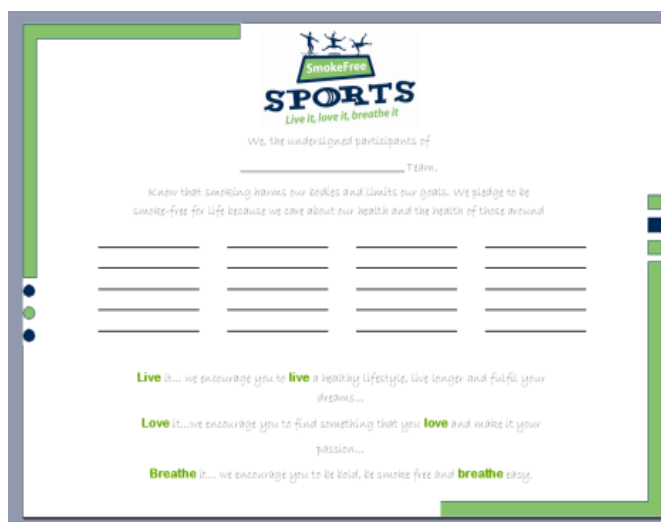 SmokeFree
SPORTS
Live it, love it, breathe it
We, the undersigned participants of
Team.
Know that smoking harms our bodies and limits our goals. We pledge to be
smoke-free for life because we care about our health and the health of those around
Live it... we encourage you to live a healthy lifestyle, live longer and fulfil your
dreams...
Love it...we encourage you to find something that you love and make it your
passion...
Breathe it... we encourage you to be bold, be smoke free and breathe easy.